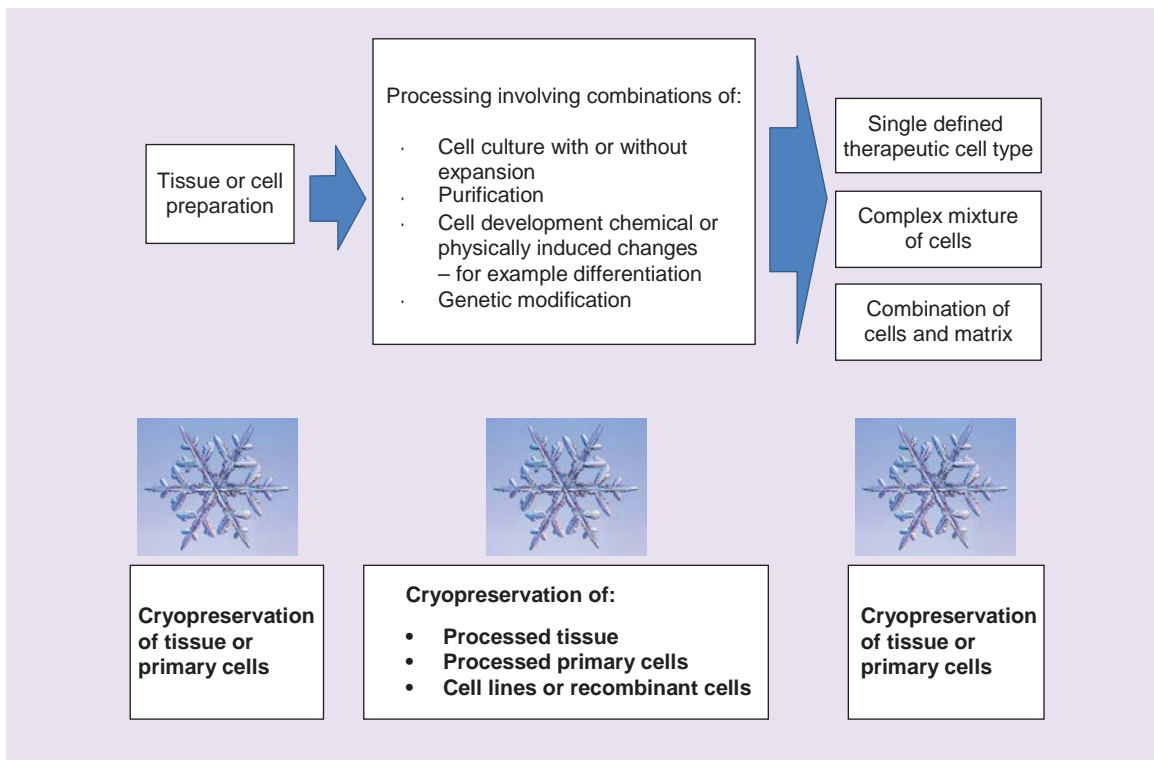 Tissue or cell
preparation
Processing involving combinations of:
· Cell culture with or without
expansion
· Purification
· Cell development chemical or
physically induced changes
– for example differentiation
· Genetic modification
Single defined
therapeutic cell type
Complex mixture
of cells
Combination of
cells and matrix
Cryopreservation
of tissue or
primary cells
Cryopreservation of:
• Processed tissue
• Processed primary cells
• Cell lines or recombinant cells
Cryopreservation
of tissue or
primary cells